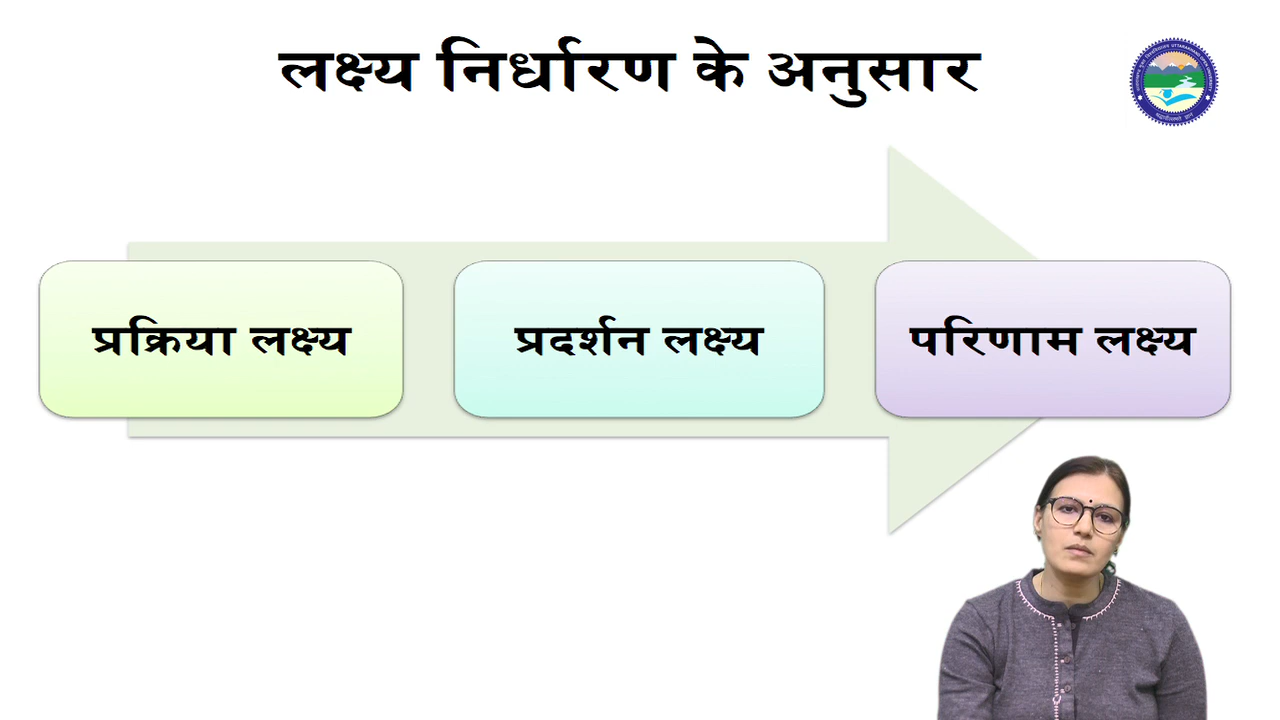 लक्ष्य निर्धारण के अनुसार
प्रक्रिया लक्ष्य
प्रदर्शन लक्ष्य
परिणाम लक्ष्य